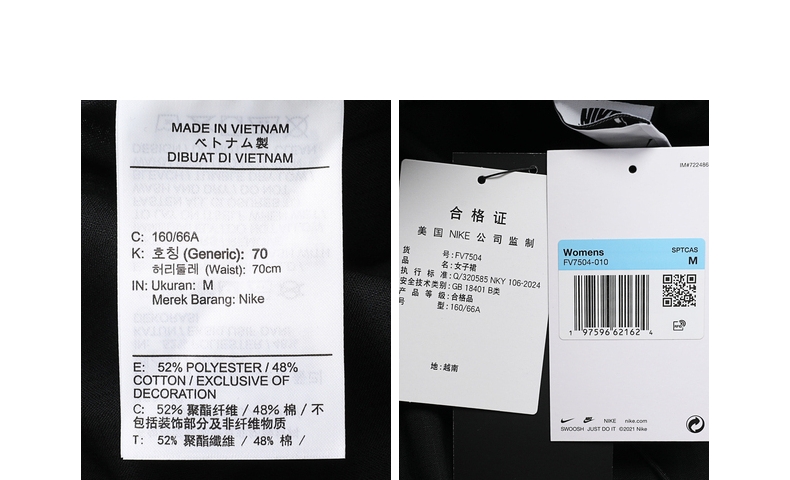 MADE IN VIETNAM
ベトナム製
DIBUAT DI VIETNAM
C: 160/66A
K: 호칭 (Generic): 70
허리둘레 (Waist): 70cm
IN: Ukuran: M
Merek Barang: Nike
E: 52% POLYESTER / 48%
COTTON / EXCLUSIVE OF
DECORATION
C: 52% 聚酯纤维 / 48% 棉 / 不
包括装饰部分及非纤维物质
T: 52% 聚酯纖維 / 48% 棉 /
合格证
美国 NIKE 公司监制
货 号: FV7504
品 名: 女子裙
执行标准: Q/320585 NKY 106-2024
安全技术类别: GB 18401 B类
产品等级: 合格品
号 型: 160/66A
地: 越南
NIKE
IM#722486
Womens
FV7504-010
SPTCAS
M
1 97596 62162 4
NIKE nike.com
SWOOSH JUST DO IT ©2021 Nike